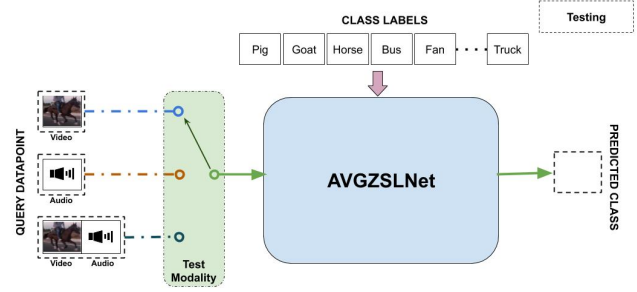 CLASS LABELS
Testing
Pig Goat Horse Bus Fan Truck
QUERY DATAPOINT
Video
Audio
Video Audio
Test
Modality
AVGZSLNet
PREDICTED CLASS